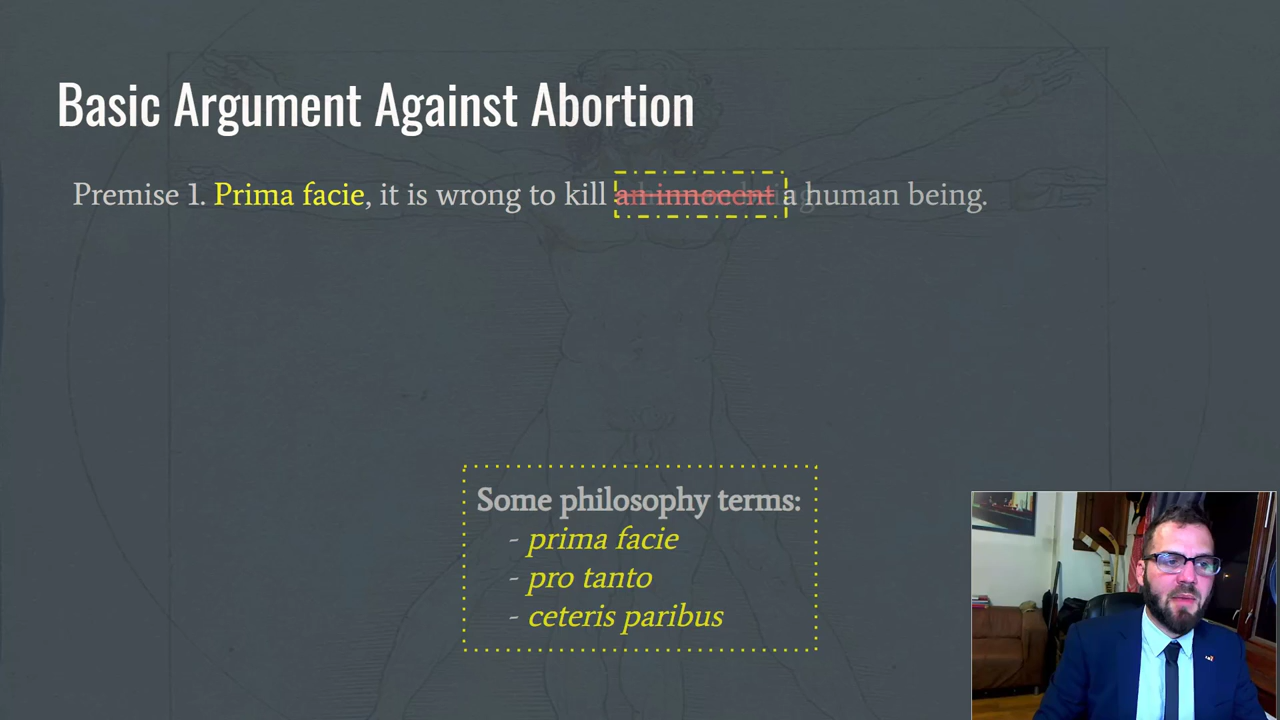 Basic Argument Against Abortion
Premise 1. Prima facie, it is wrong to kill an innocent a human being.
Some philosophy terms:
- prima facie
- pro tanto
- ceteris paribus